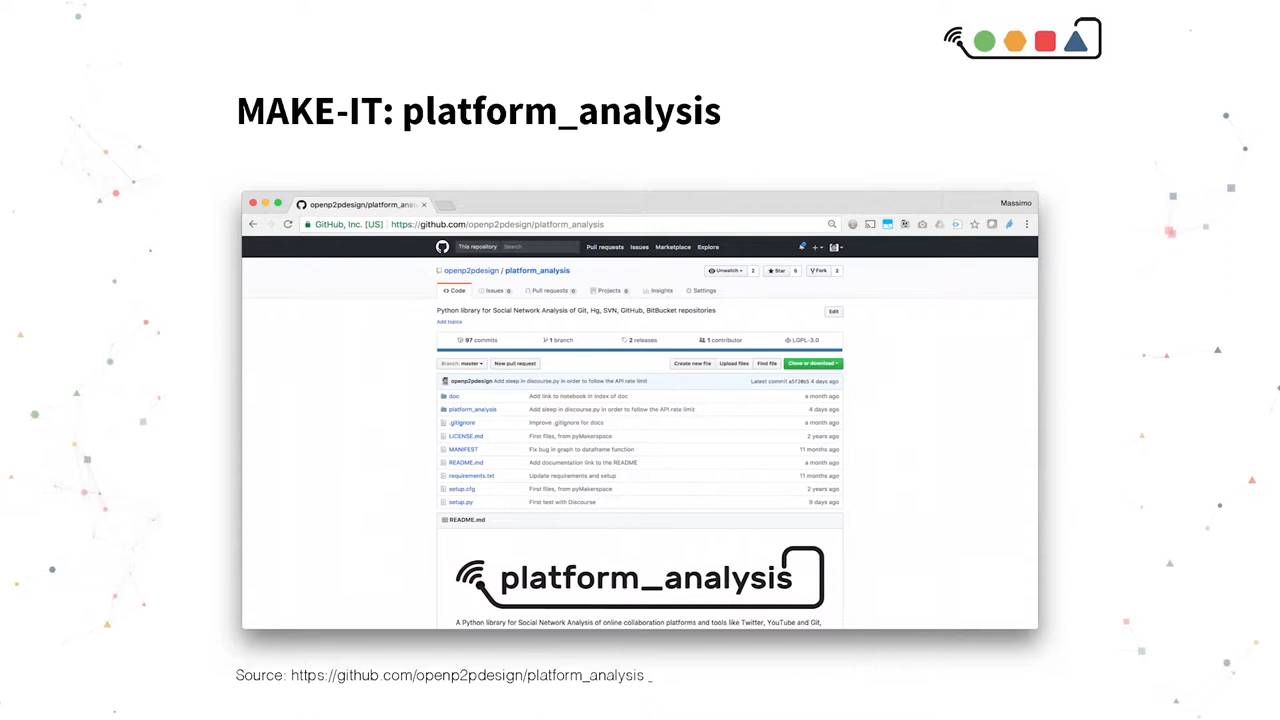 MAKE-IT: platform_analysis
openp2pdesign/platform_anat
Massimo
GitHub, Inc. [US] https://github.com/openp2pdesign/platform_analysis
This repository Search Pull requests Issues Marketplace Explore
openp2pdesign / platform_analysis Unwatch 2 Star 6 Fork 2
Code Issues 0 Pull requests 0 Projects 0 Insights Settings
Python library for Social Network Analysis of Git, Hg, SVN, GitHub, BitBucket repositories Edit
Add topics
97 commits 1 branch 2 releases 1 contributor LGPL-3.0
Branch: master New pull request Create new file Upload files Find file Clone or download
openp2pdesign Add sleep in discourse.py in order to follow the API rate limit Latest commit a5f20b5 4 days ago
doc Add link to notebook in index of doc a month ago
platform_analysis Add sleep in discourse.py in order to follow the API rate limit 4 days ago
.gitignore Improve .gitignore for docs a month ago
LICENSE.md First files, from pyMakerspace 2 years ago
MANIFEST Fix bug in graph to dataframe function 11 months ago
README.md Add documentation link to the README a month ago
requirements.txt Update requirements and setup 11 months ago
setup.cfg First files, from pyMakerspace 2 years ago
setup.py First test with Discourse 9 days ago
README.md
platform_analysis
A Python library for Social Network Analysis of online collaboration platforms and tools like Twitter, YouTube and Git,
Source: https://github.com/openp2pdesign/platform_analysis _